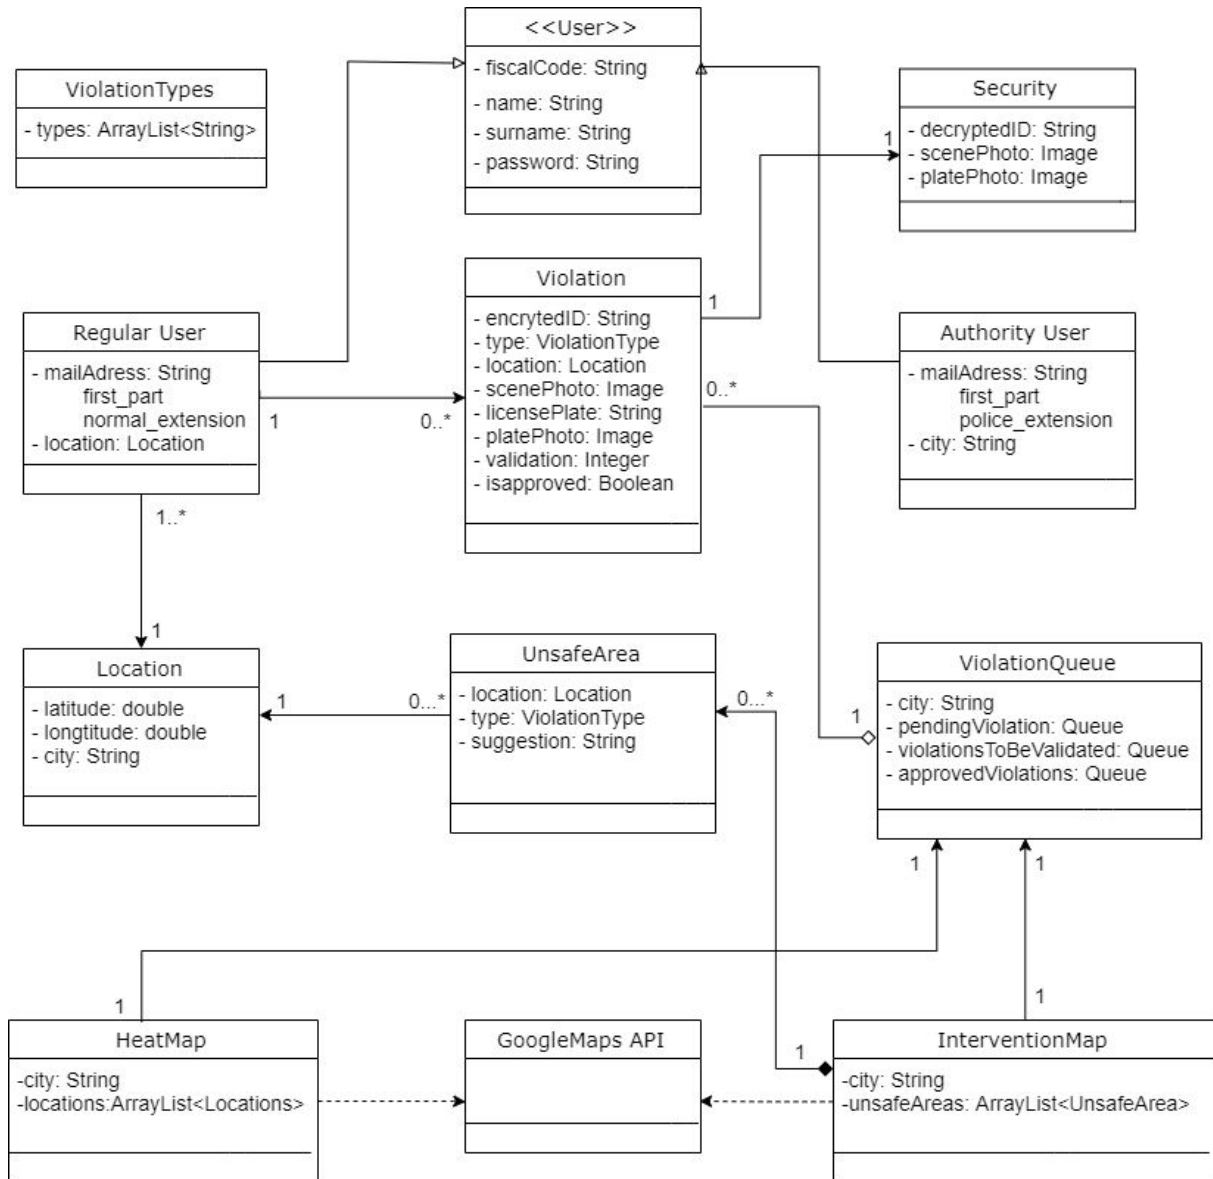 <<User>>
- fiscalCode: String
- name: String
- surname: String
- password: String
ViolationTypes
- types: ArrayList<String>
Security
- decryptedID: String
- scenePhoto: Image
- platePhoto: Image
1
Violation
- encrytedID: String
- type: ViolationType
- location: Location
- scenePhoto: Image
- licensePlate: String
- platePhoto: Image
- validation: Integer
- isapproved: Boolean
1
0..*
Regular User
- mailAdress: String
first_part
normal_extension
- location: Location
1
0..*
Authority User
- mailAdress: String
first_part
police_extension
- city: String
1..*
1
Location
- latitude: double
- longtitude: double
- city: String
1
0...*
UnsafeArea
- location: Location
- type: ViolationType
- suggestion: String
0...*
ViolationQueue
- city: String
- pendingViolation: Queue
- violationsToBeValidated: Queue
- approvedViolations: Queue
1
1
1
1
1
1
HeatMap
-city: String
-locations:ArrayList<Locations>
GoogleMaps API
InterventionMap
-city: String
-unsafeAreas: ArrayList<UnsafeArea>